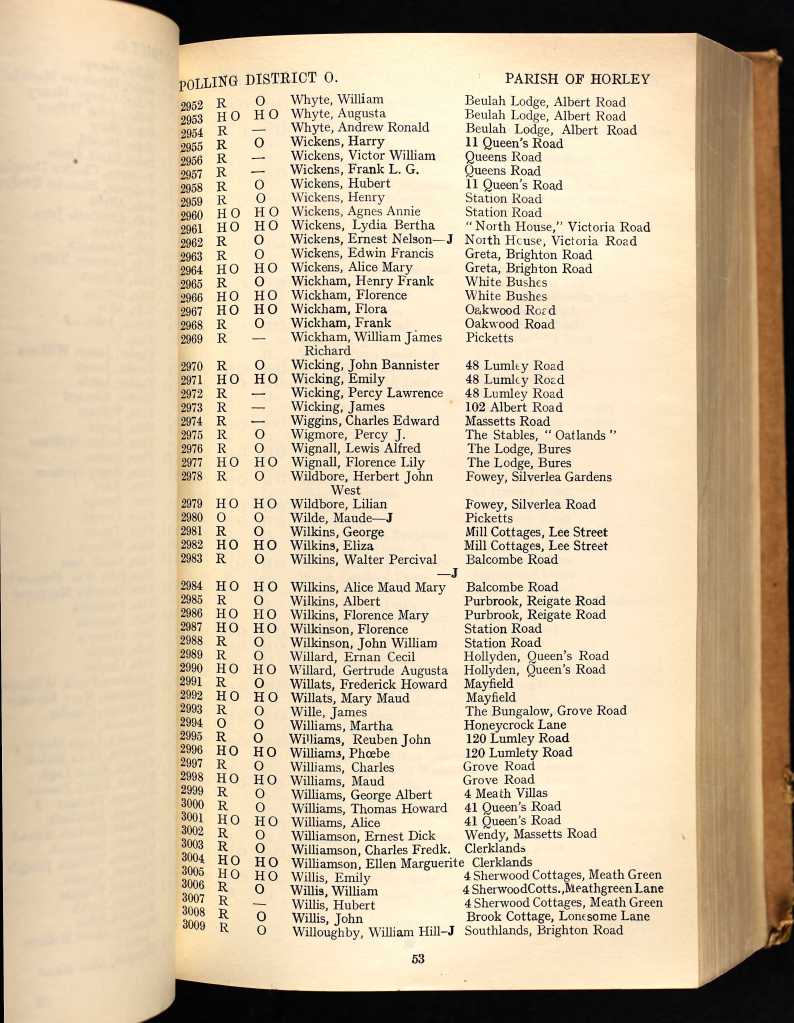 POLLING DISTRICT O. PARISH OF HORLEY
2952 R O Whyte, William Beulah Lodge, Albert Road
2953 HO HO Whyte, Augusta Beulah Lodge, Albert Road
2954 R — Whyte, Andrew Ronald Beulah Lodge, Albert Road
2955 R O Wickens, Harry 11 Queen's Road
2956 R — Wickens, Victor William Queens Road
2957 R — Wickens, Frank L. G. Queens Road
2958 R O Wickens, Hubert 11 Queen's Road
2959 R O Wickens, Henry Station Road
2960 HO HO Wickens, Agnes Annie Station Road
2961 HO HO Wickens, Lydia Bertha "North House," Victoria Road
2962 R O Wickens, Ernest Nelson—J North House, Victoria Road
2963 R O Wickens, Edwin Francis Greta, Brighton Road
2964 HO HO Wickens, Alice Mary Greta, Brighton Road
2965 R O Wickham, Henry Frank White Bushes
2966 HO HO Wickham, Florence White Bushes
2967 HO HO Wickham, Flora Oakwood Road
2968 R O Wickham, Frank Oakwood Road
2969 R — Wickham, William James Picketts
Richard
2970 R O Wicking, John Bannister 48 Lumley Road
2971 HO HO Wicking, Emily 48 Lumley Road
2972 R — Wicking, Percy Lawrence 48 Lumley Road
2973 R — Wicking, James 102 Albert Road
2974 R — Wiggins, Charles Edward Massetts Road
2975 R O Wigmore, Percy J. The Stables, "Oatlands"
2976 R O Wignall, Lewis Alfred The Lodge, Bures
2977 HO HO Wignall, Florence Lily The Lodge, Bures
2978 R O Wildbore, Herbert John Fowey, Silverlea Gardens
West
2979 HO HO Wildbore, Lilian Fowey, Silverlea Road
2980 O O Wilde, Maude—J Picketts
2981 R O Wilkins, George Mill Cottages, Lee Street
2982 HO HO Wilkins, Eliza Mill Cottages, Lee Street
2983 R O Wilkins, Walter Percival Balcombe Road
—J
2984 HO HO Wilkins, Alice Maud Mary Balcombe Road
2985 R O Wilkins, Albert Purbrook, Reigate Road
2986 HO HO Wilkins, Florence Mary Purbrook, Reigate Road
2987 HO HO Wilkinson, Florence Station Road
2988 R O Wilkinson, John William Station Road
2989 R O Willard, Ernan Cecil Hollyden, Queen's Road
2990 HO HO Willard, Gertrude Augusta Hollyden, Queen's Road
2991 R O Willats, Frederick Howard Mayfield
2992 HO HO Willats, Mary Maud Mayfield
2993 R O Wille, James The Bungalow, Grove Road
2994 O O Williams, Martha Honeycrock Lane
2995 R O Williams, Reuben John 120 Lumley Road
2996 HO HO Williams, Phœbe 120 Lumlety Road
2997 R O Williams, Charles Grove Road
2998 HO HO Williams, Maud Grove Road
2999 R O Williams, George Albert 4 Meath Villas
3000 R O Williams, Thomas Howard 41 Queen's Road
3001 HO HO Williams, Alice 41 Queen's Road
3002 R O Williamson, Ernest Dick Wendy, Massetts Road
3003 R O Williamson, Charles Fredk. Clerklands
3004 HO HO Williamson, Ellen Marguerite Clerklands
3005 HO HO Willis, Emily 4 Sherwood Cottages, Meath Green
3006 R O Willis, William 4 Sherwood Cotts., Meathgreen Lane
3007 R — Willis, Hubert 4 Sherwood Cottages, Meath Green
3008 R O Willis, John Brook Cottage, Lonesome Lane
3009 R O Willoughby, William Hill-J Southlands, Brighton Road
53